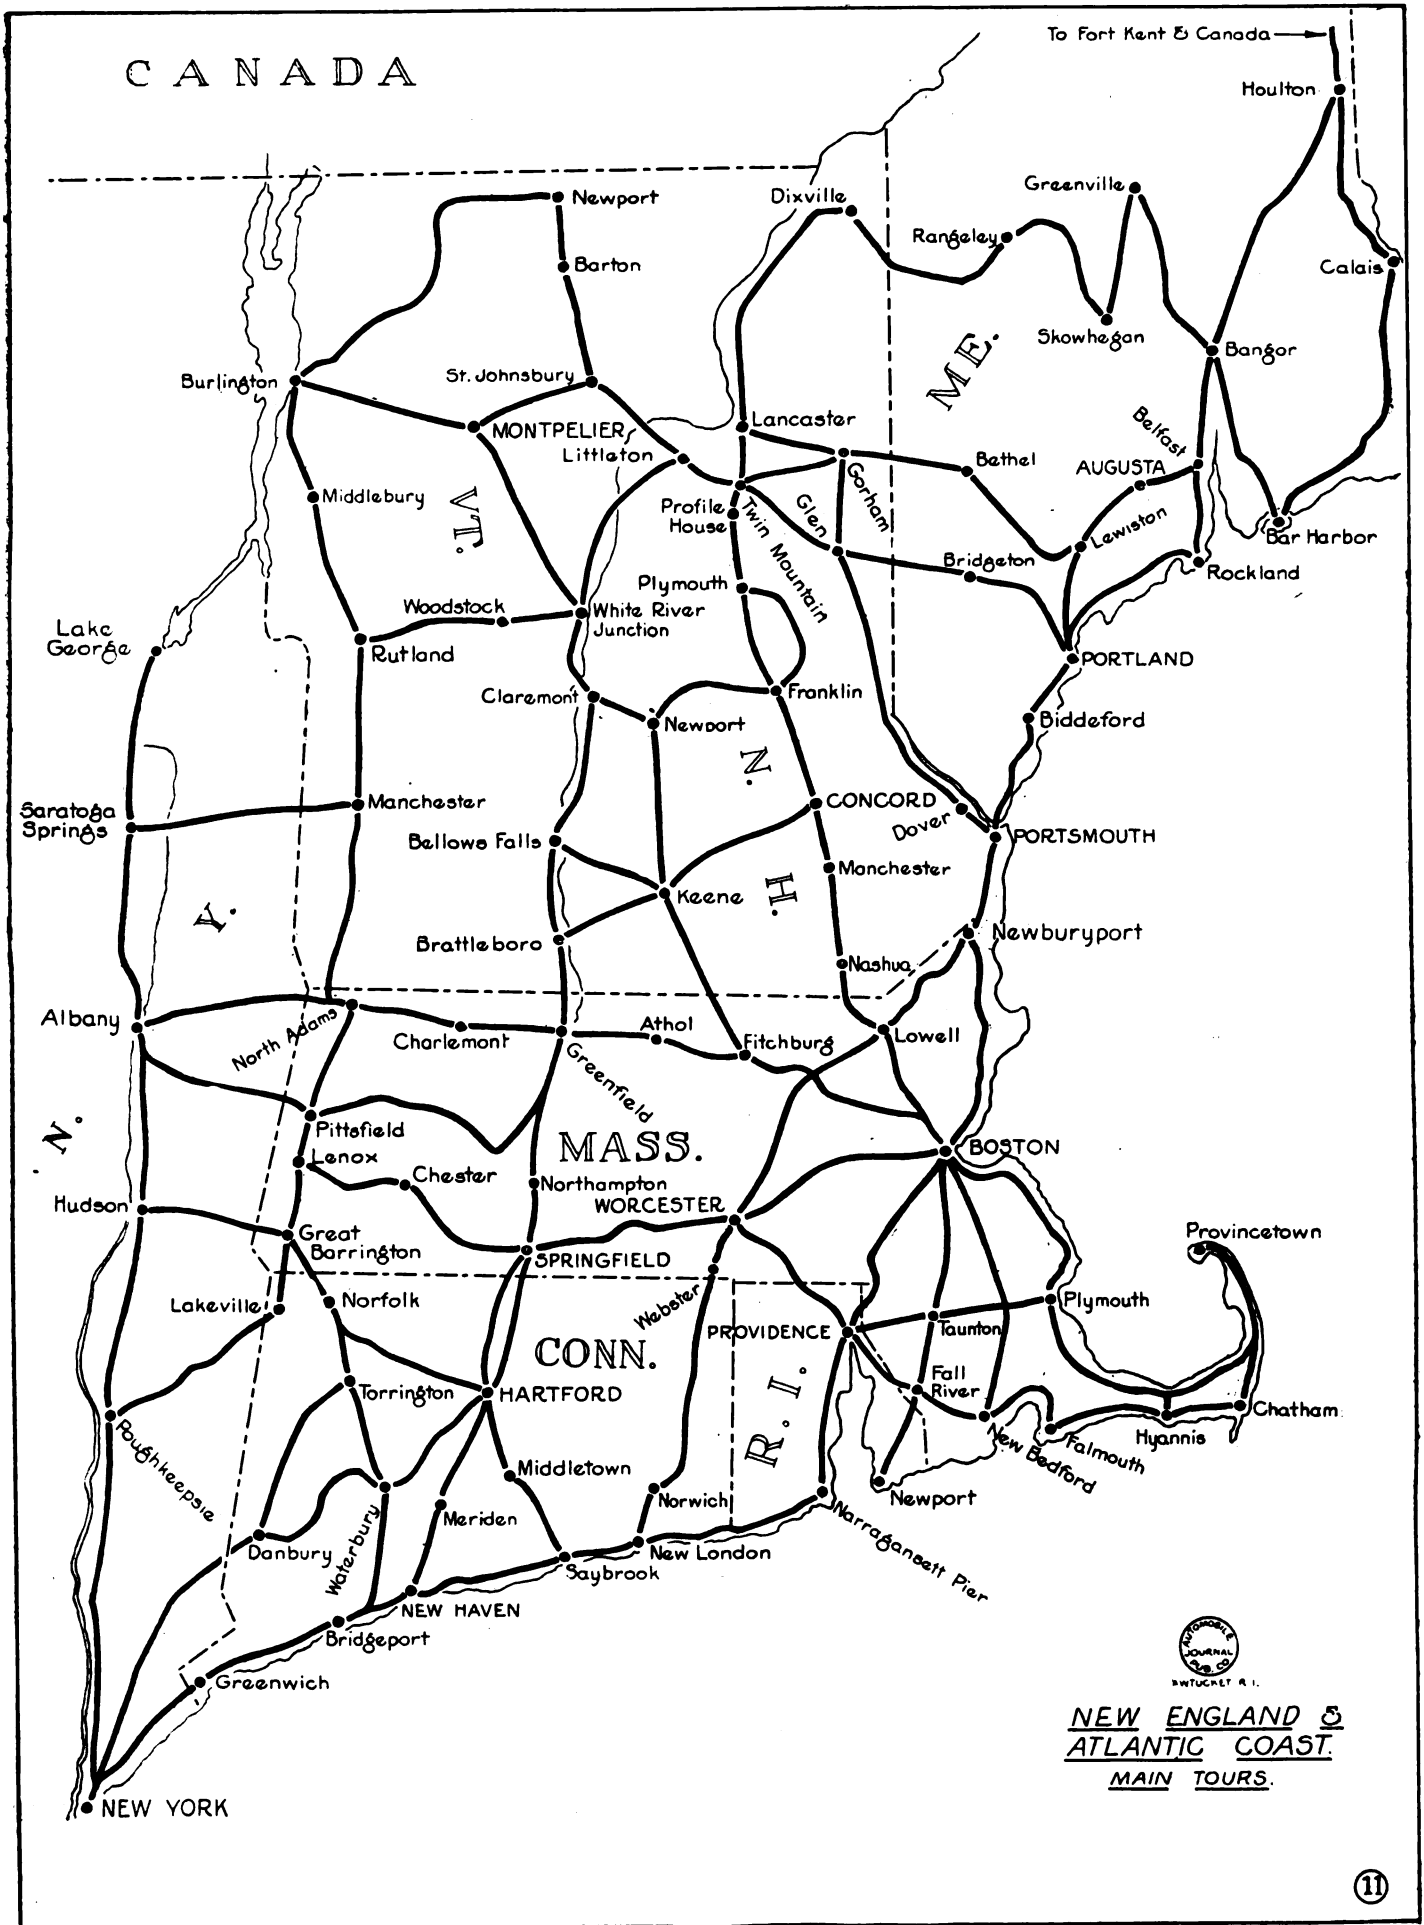 To Fort Kent & Canada
CANADA
Houlton
Newport
Dixville
Greenville
Rangeley
Barton
Calais
Skowhegan
ME.
Bangor
Burlington
St. Johnsbury
MONTPELIER
Lancaster
Belfast
Littleton
Bethel
AUGUSTA
Gorham
Middlebury
VT.
Profile
House
Glen
Twin Mountain
Lewiston
Bar Harbor
Bridgeton
Rockland
Plymouth
Woodstock
White River
Junction
Lake
George
Rutland
PORTLAND
Claremont
Franklin
Newport
Biddeford
N.
Manchester
CONCORD
Saratoga
Springs
Dover
PORTSMOUTH
Bellows Falls
Manchester
H.
Keene
Y.
Brattleboro
Newburyport
Nashua
Albany
North Adams
Charlemont
Athol
Fitchburg
Lowell
Greenfield
N.
Pittsfield
MASS.
BOSTON
Lenox
Chester
Northampton
Hudson
WORCESTER
Great
Barrington
SPRINGFIELD
Provincetown
Lakeville
Norfolk
Webster
Plymouth
PROVIDENCE
Taunton
CONN.
R. I.
Fall
River
Torrington
HARTFORD
Chatham
Poughkeepsie
Hyannis
Falmouth
New Bedford
Middletown
Norwich
Newport
Meriden
Danbury
Waterbury
New London
Narragansett Pier
Saybrook
NEW HAVEN
Bridgeport
Greenwich
AUTOMOBILE
JOURNAL
PUB. CO.
AWTUCKET R I.
NEW ENGLAND &
ATLANTIC COAST.
MAIN TOURS.
NEW YORK
11